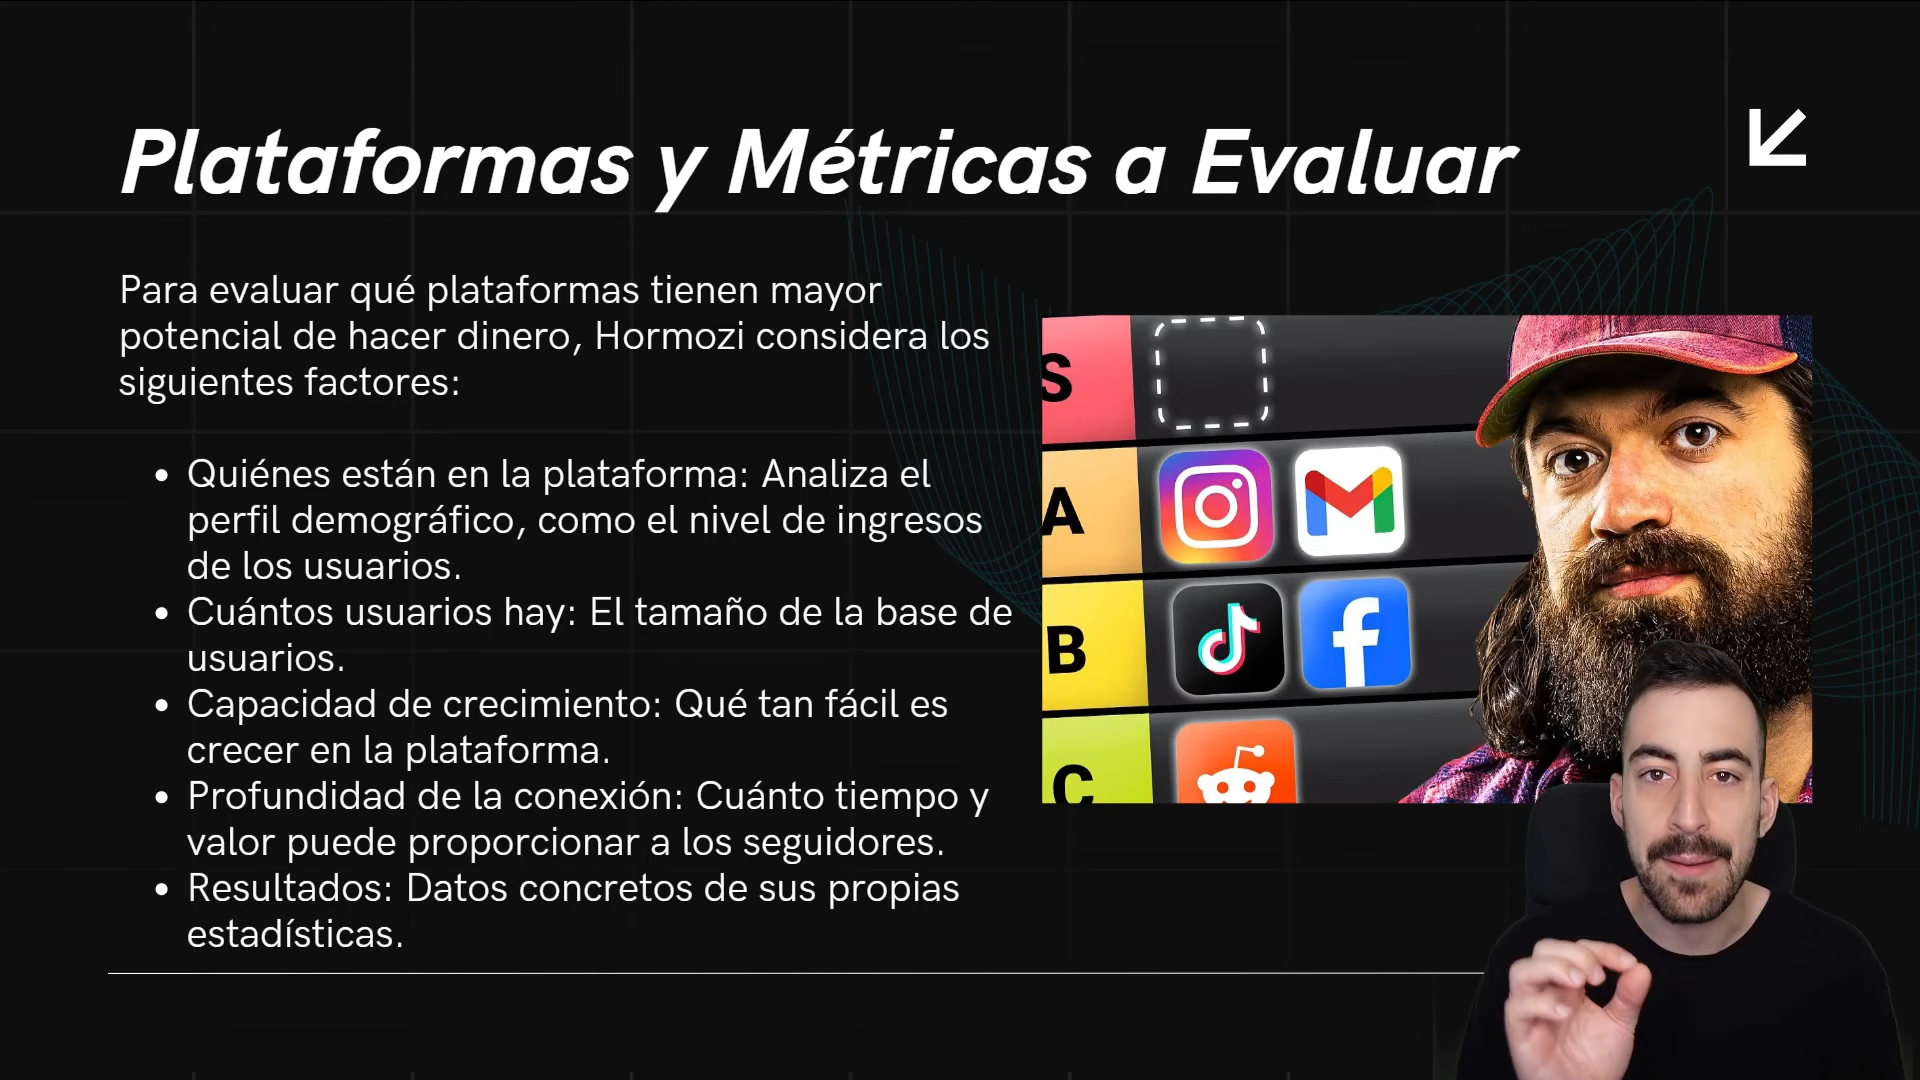 Plataformas y Métricas a Evaluar
Para evaluar qué plataformas tienen mayor
potencial de hacer dinero, Hormozi considera los
siguientes factores:
• Quiénes están en la plataforma: Analiza el
perfil demográfico, como el nivel de ingresos
de los usuarios.
• Cuántos usuarios hay: El tamaño de la base de
usuarios.
• Capacidad de crecimiento: Qué tan fácil es
crecer en la plataforma.
• Profundidad de la conexión: Cuánto tiempo y
valor puede proporcionar a los seguidores.
• Resultados: Datos concretos de sus propias
estadísticas.
S
A
B
C